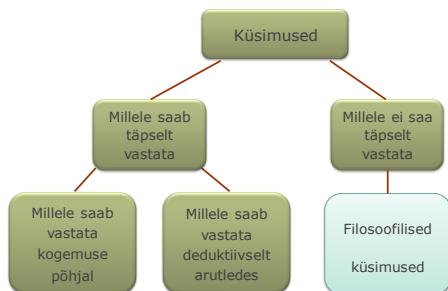 Küsimused
Millele saab
täpselt
vastata
Millele ei saa
täpselt
vastata
Millele saab
vastata
kogemuse
põhjal
Millele saab
vastata
deduktiivselt
arutledes
Filosoofilised
küsimused